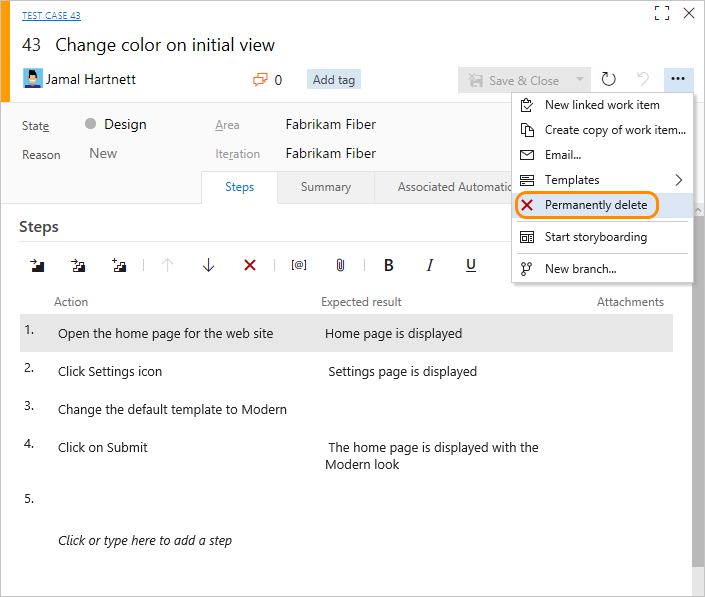 TEST CASE 43
43 Change color on initial view
Jamal Hartnett
0
Add tag
Save & Close
...
New linked work item
Create copy of work item...
Email...
Templates
Permanently delete
Start storyboarding
New branch...
State
Design
Area
Fabrikam Fiber
Reason
New
Iteration
Fabrikam Fiber
Steps
Summary
Associated Automatic
Steps
[@]
B
I
U
Action
Expected result
Attachments
1. Open the home page for the web site
Home page is displayed
2. Click Settings icon
Settings page is displayed
3. Change the default template to Modern
4. Click on Submit
The home page is displayed with the
Modern look
5.
Click or type here to add a step